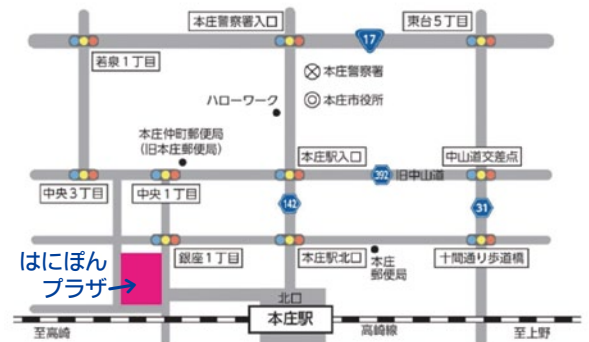 本庄警察署入口
東台5丁目
17
若泉1丁目
本庄警察署
ハローワーク
本庄市役所
本庄仲町郵便局
(旧本庄郵便局)
本庄駅入口
中山道交差点
392
旧中山道
中央3丁目
中央1丁目
142
31
はにぽん
プラザ
銀座1丁目
本庄駅北口
本庄
郵便局
十間通り歩道橋
北口
本庄駅
至高崎
高崎線
至上野